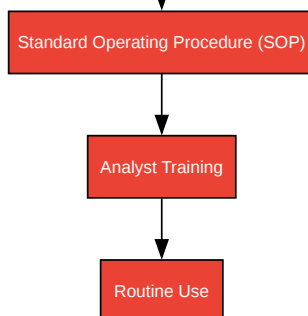 Standard Operating Procedure (SOP)
Analyst Training
Routine Use